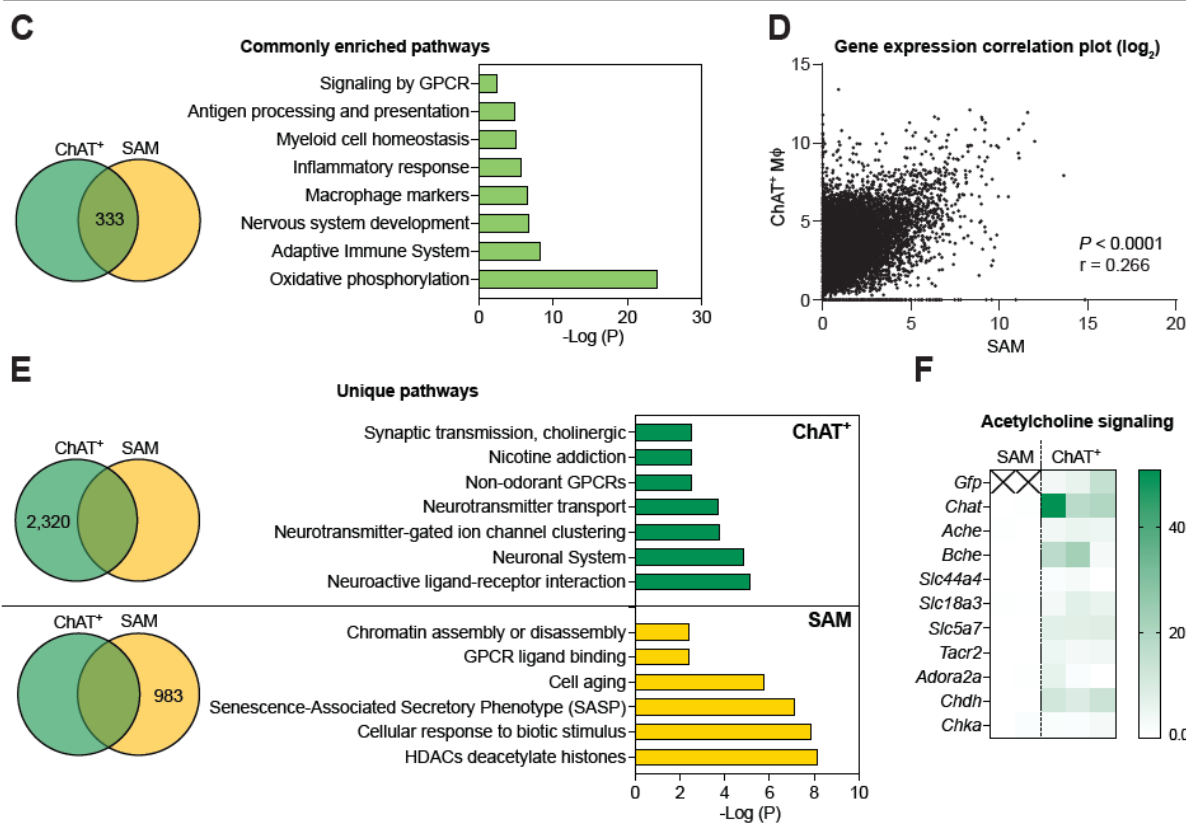 C
Commonly enriched pathways
ChAT+ SAM
333
Signaling by GPCR
Antigen processing and presentation
Myeloid cell homeostasis
Inflammatory response
Macrophage markers
Nervous system development
Adaptive Immune System
Oxidative phosphorylation
0 10 20 30
-Log (P)
D
Gene expression correlation plot (log2)
15
10
5
0
ChAT+ Mϕ
P < 0.0001
r = 0.266
0 5 10 15 20
SAM
E
Unique pathways
ChAT+ SAM
2,320
ChAT+
Synaptic transmission, cholinergic
Nicotine addiction
Non-odorant GPCRs
Neurotransmitter transport
Neurotransmitter-gated ion channel clustering
Neuronal System
Neuroactive ligand-receptor interaction
ChAT+ SAM
983
SAM
Chromatin assembly or disassembly
GPCR ligand binding
Cell aging
Senescence-Associated Secretory Phenotype (SASP)
Cellular response to biotic stimulus
HDACs deacetylate histones
0 2 4 6 8 10
-Log (P)
F
Acetylcholine signaling
SAM ChAT+
Gfp
Chat
Ache
Bche
Slc44a4
Slc18a3
Slc5a7
Tacr2
Adora2a
Chdh
Chka
40
20
0.0